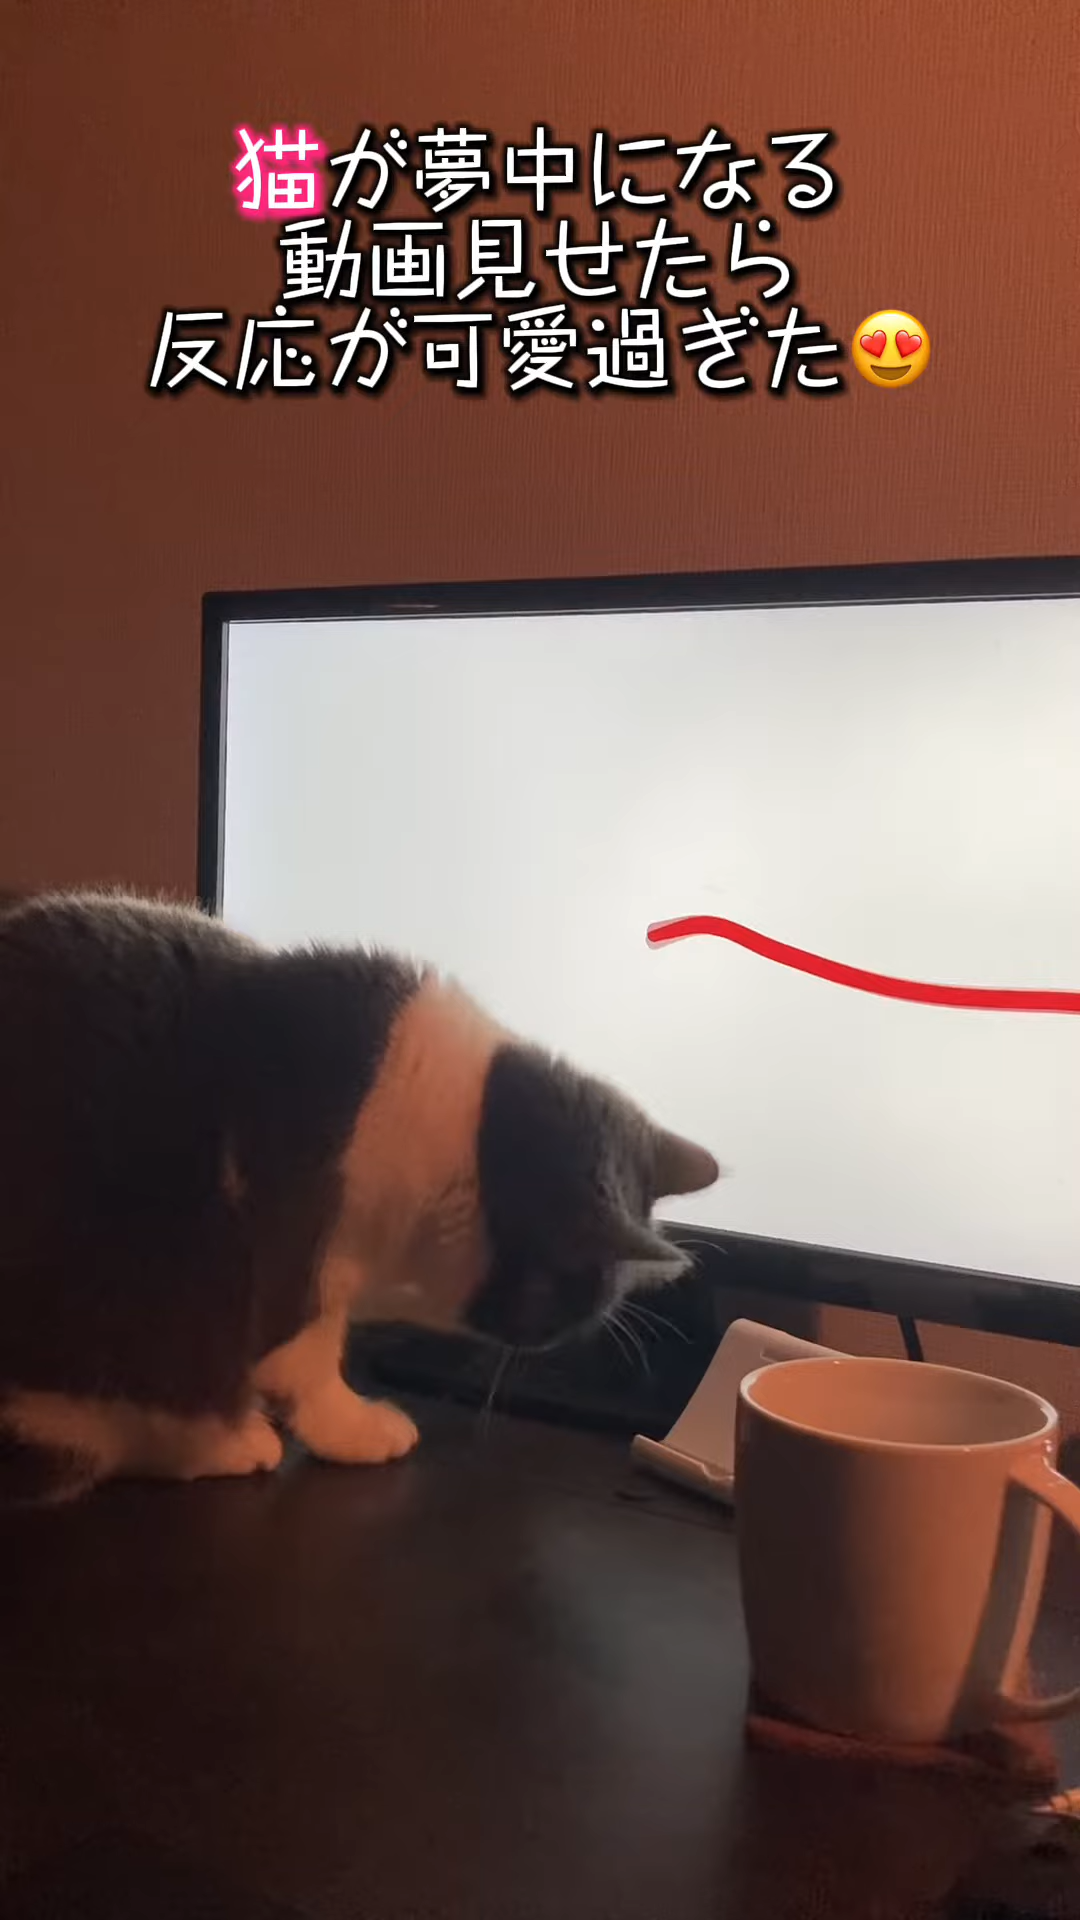 猫が夢中になる
動画見せたら
反応が可愛過ぎた😍